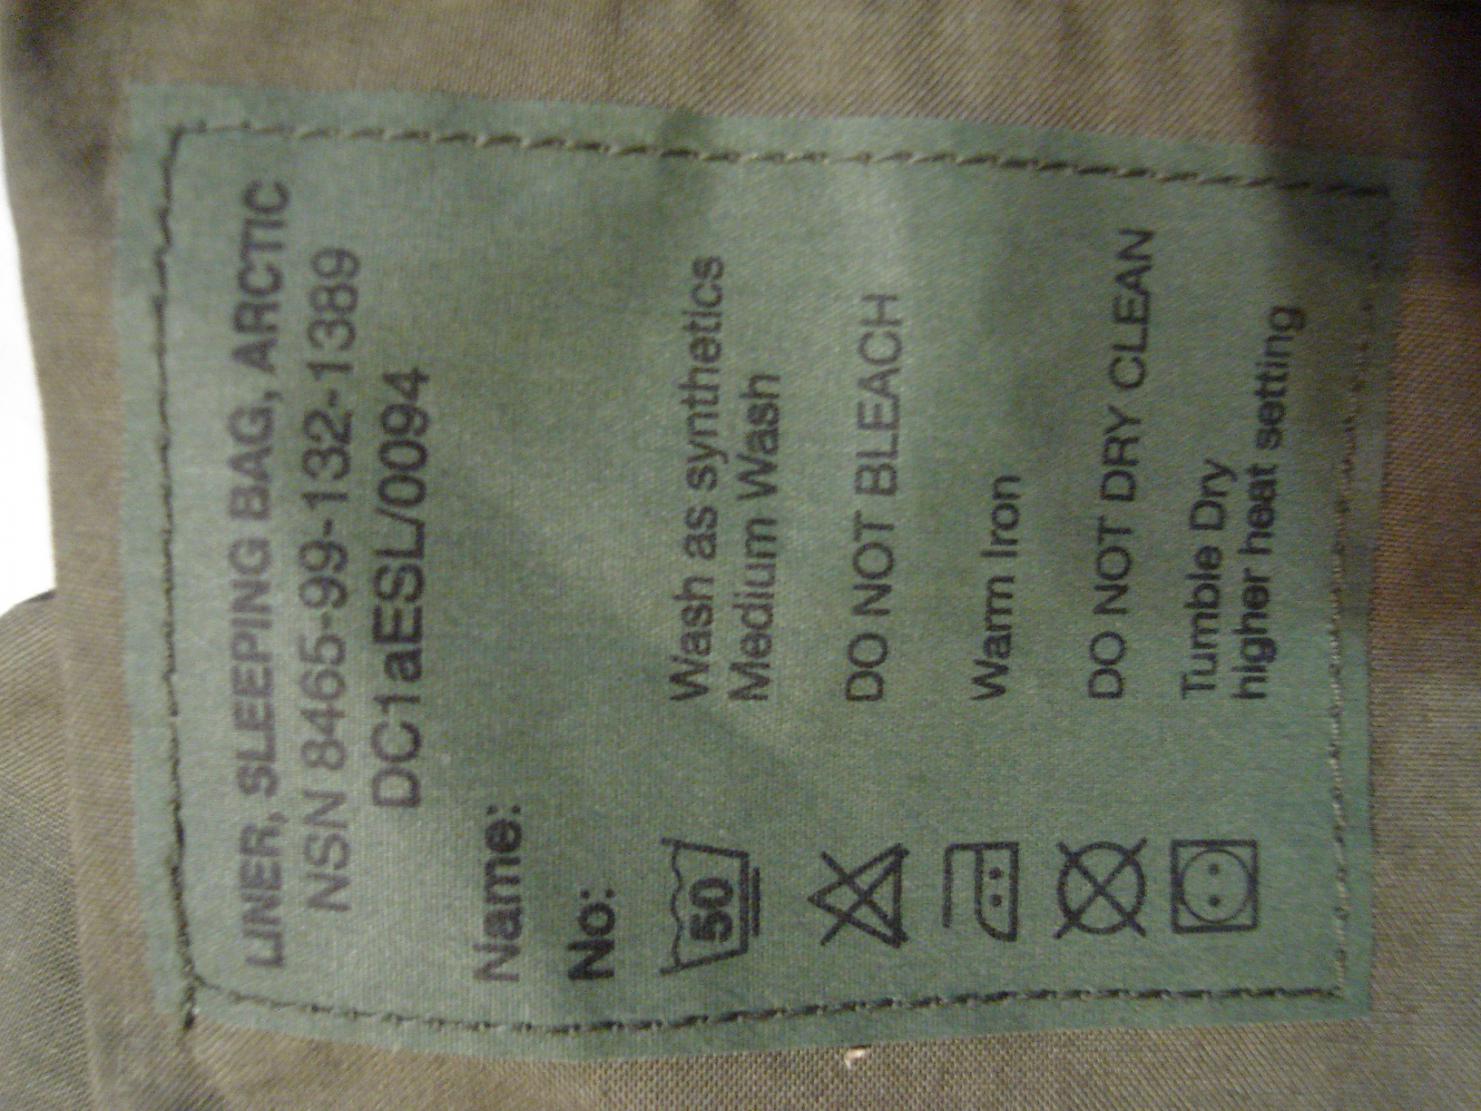 LINER, SLEEPING BAG, ARCTIC
NSN 8465-99-132-1389
DC1aESL/0094
Name:
No:
50
Wash as synthetics
Medium Wash
DO NOT BLEACH
Warm Iron
DO NOT DRY CLEAN
Tumble Dry
higher heat settting